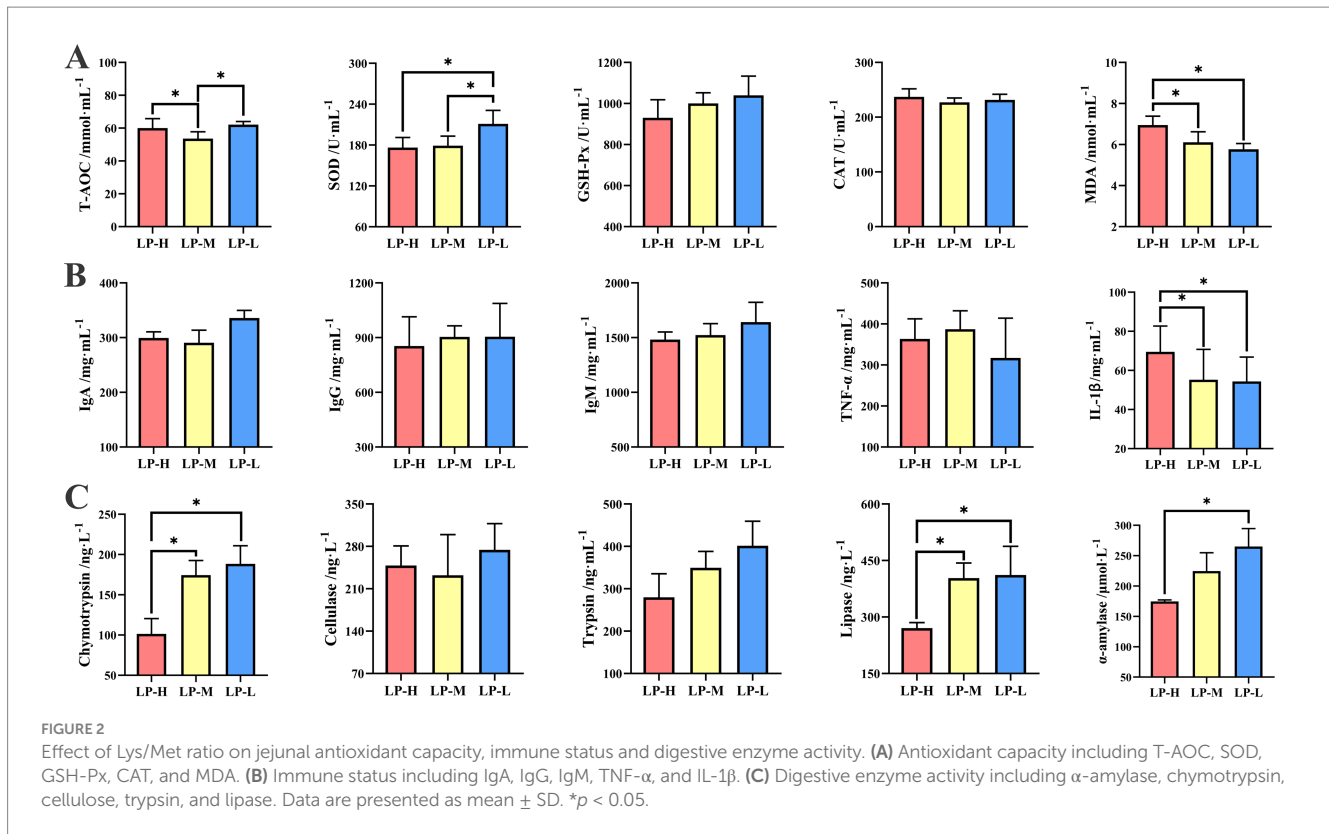 A
T-AOC /mmol·mL⁻¹
100
80
60
40
20
0
*
*
LP-H LP-M LP-L
SOD /U·mL⁻¹
300
240
180
120
60
*
*
LP-H LP-M LP-L
GSH-Px /U·mL⁻¹
1200
1000
800
600
400
LP-H LP-M LP-L
CAT /U·mL⁻¹
300
200
100
0
LP-H LP-M LP-L
MDA /nmol·mL⁻¹
10
8
6
4
2
*
*
LP-H LP-M LP-L
B
IgA /mg·mL⁻¹
400
300
200
100
LP-H LP-M LP-L
IgG /mg·mL⁻¹
1200
900
600
300
LP-H LP-M LP-L
IgM /mg·mL⁻¹
2000
1500
1000
500
LP-H LP-M LP-L
TNF-α /mg·mL⁻¹
500
400
300
200
100
LP-H LP-M LP-L
IL-1β/mg·mL⁻¹
100
80
60
40
20
*
*
LP-H LP-M LP-L
C
Chymotrypsin /ng·L⁻¹
250
200
150
100
50
*
*
LP-H LP-M LP-L
Cellulase /ng·L⁻¹
350
280
210
140
70
LP-H LP-M LP-L
Trypsin /ng·mL⁻¹
500
400
300
200
100
LP-H LP-M LP-L
Lipase /ng·L⁻¹
600
450
300
150
*
*
LP-H LP-M LP-L
α-amylase /μmol·L⁻¹
300
250
200
150
100
50
*
LP-H LP-M LP-L
FIGURE 2
Effect of Lys/Met ratio on jejunal antioxidant capacity, immune status and digestive enzyme activity. (A) Antioxidant capacity including T-AOC, SOD,
GSH-Px, CAT, and MDA. (B) Immune status including IgA, IgG, IgM, TNF-α, and IL-1β. (C) Digestive enzyme activity including α-amylase, chymotrypsin,
cellulose, trypsin, and lipase. Data are presented as mean ± SD. *p < 0.05.